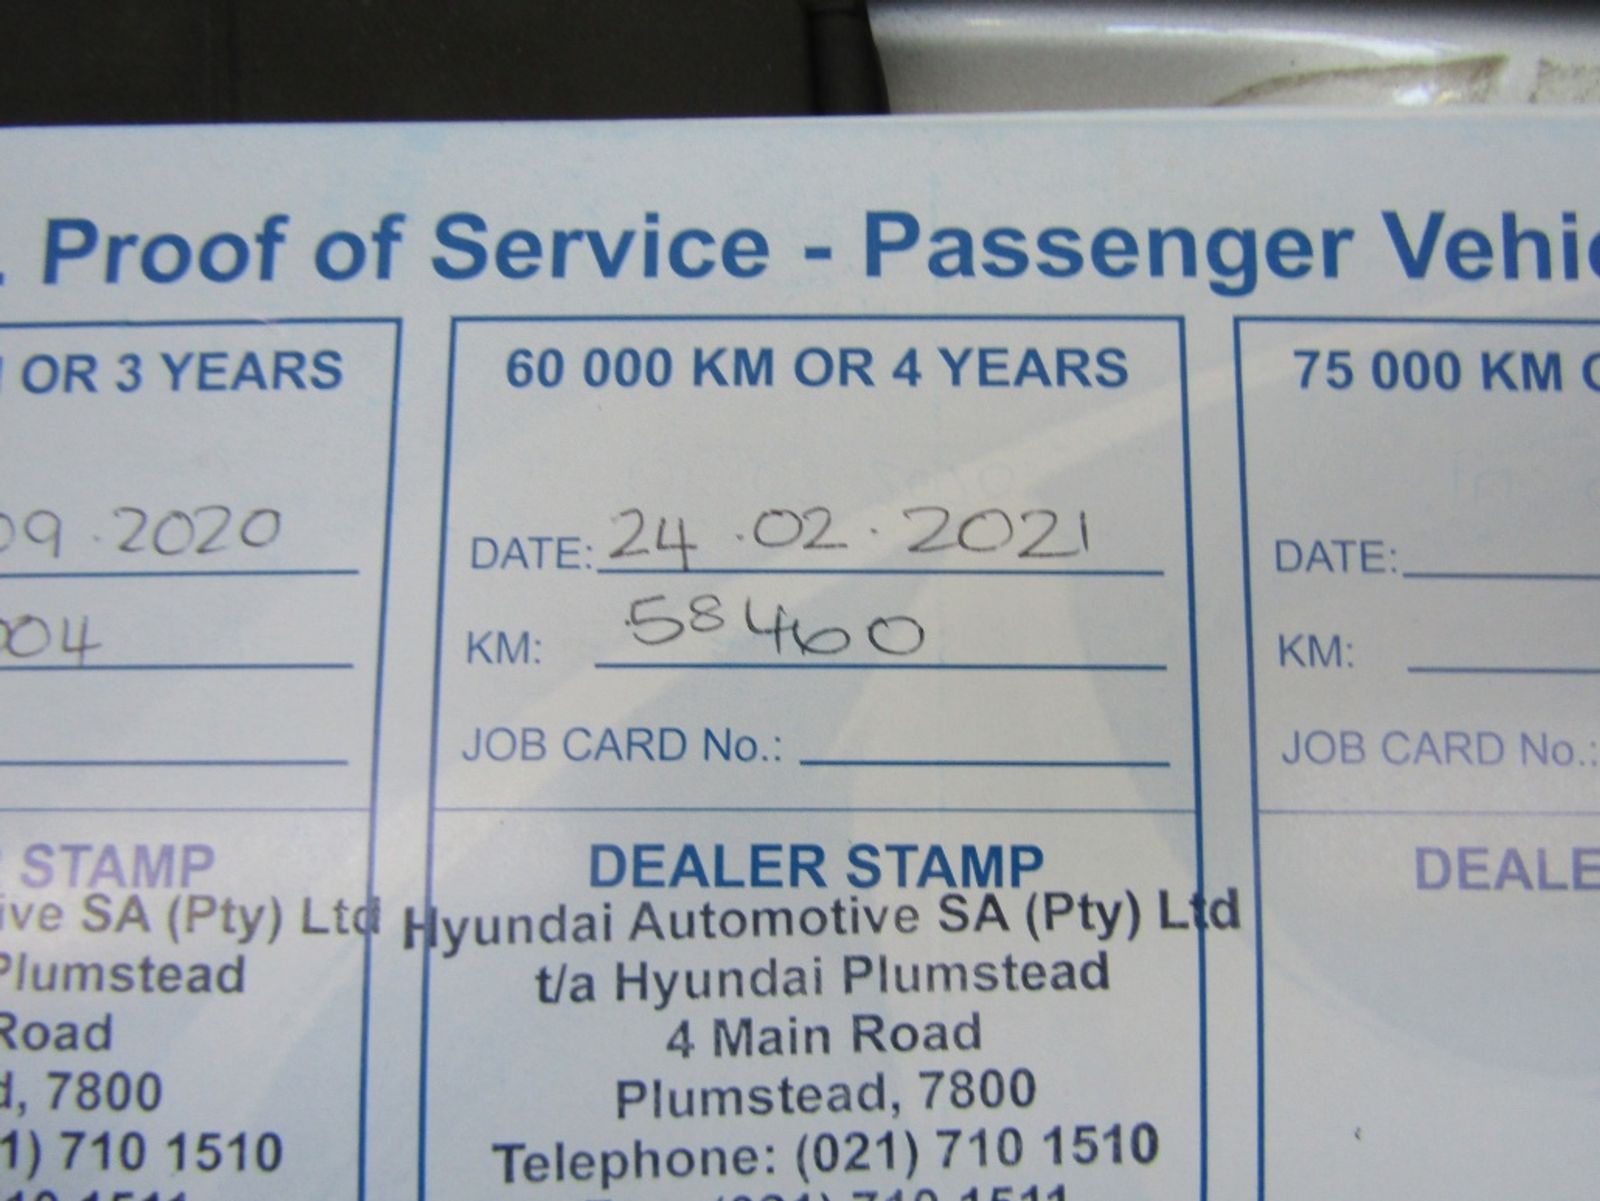 . Proof of Service - Passenger Vehic
OR 3 YEARS
09.2020
004
STAMP
ive SA (Pty) Ltd
Plumstead
Road
d, 7800
1) 710 1510
60 000 KM OR 4 YEARS
DATE: 24.02.2021
KM: 58460
JOB CARD No.:
DEALER STAMP
Hyundai Automotive SA (Pty) Ltd
t/a Hyundai Plumstead
4 Main Road
Plumstead, 7800
Telephone: (021) 710 1510
75 000 KM O
DATE:
KM:
JOB CARD No.:
DEALE